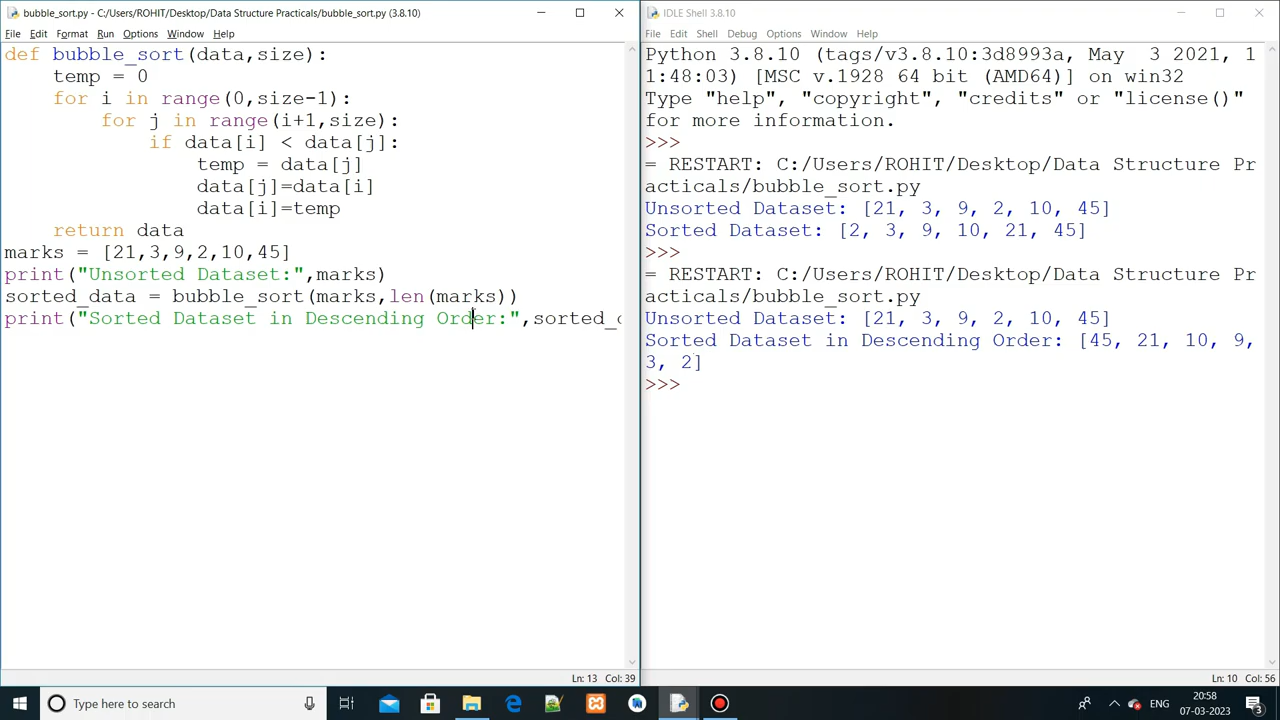 bubble_sort.py - C:/Users/ROHIT/Desktop/Data Structure Practicals/bubble_sort.py (3.8.10)
File Edit Format Run Options Window Help
def bubble_sort(data,size):
    temp = 0
    for i in range(0,size-1):
        for j in range(i+1,size):
            if data[i] < data[j]:
                temp = data[j]
                data[j]=data[i]
                data[i]=temp
    return data
marks = [21,3,9,2,10,45]
print("Unsorted Dataset:",marks)
sorted_data = bubble_sort(marks,len(marks))
print("Sorted Dataset in Descending Order:",sorted_
Ln: 13 Col: 39
IDLE Shell 3.8.10
File Edit Shell Debug Options Window Help
Python 3.8.10 (tags/v3.8.10:3d8993a, May  3 2021, 1
1:48:03) [MSC v.1928 64 bit (AMD64)] on win32
Type "help", "copyright", "credits" or "license()"
for more information.
>>>
= RESTART: C:/Users/ROHIT/Desktop/Data Structure Pr
acticals/bubble_sort.py
Unsorted Dataset: [21, 3, 9, 2, 10, 45]
Sorted Dataset: [2, 3, 9, 10, 21, 45]
>>>
= RESTART: C:/Users/ROHIT/Desktop/Data Structure Pr
acticals/bubble_sort.py
Unsorted Dataset: [21, 3, 9, 2, 10, 45]
Sorted Dataset in Descending Order: [45, 21, 10, 9,
3, 2]
>>>
Ln: 10 Col: 56
Type here to search
ENG
20:58
07-03-2023
3